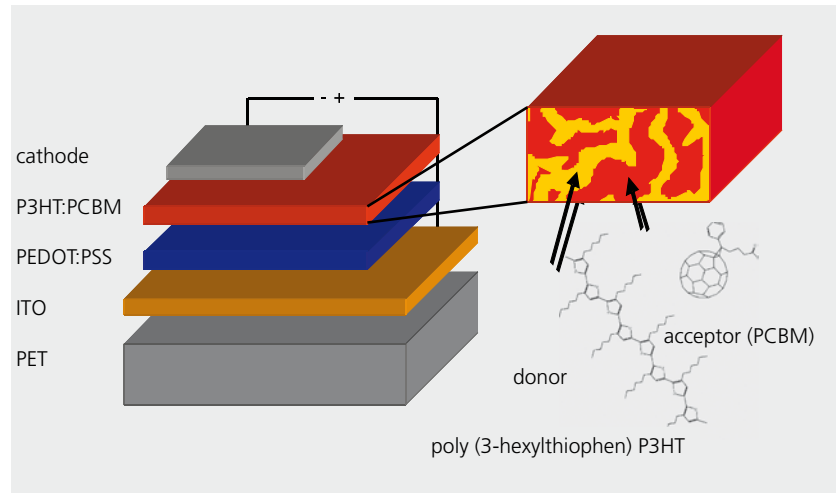 - +
cathode
P3HT:PCBM
PEDOT:PSS
ITO
PET
acceptor (PCBM)
donor
poly (3-hexylthiophen) P3HT